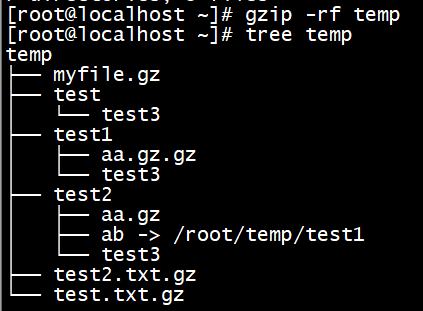 [root@localhost ~]# gzip -rf temp
[root@localhost ~]# tree temp
temp
├── myfile.gz
├── test
│   └── test3
├── test1
│   ├── aa.gz.gz
│   └── test3
├── test2
│   ├── aa.gz
│   ├── ab -> /root/temp/test1
│   └── test3
├── test2.txt.gz
└── test.txt.gz